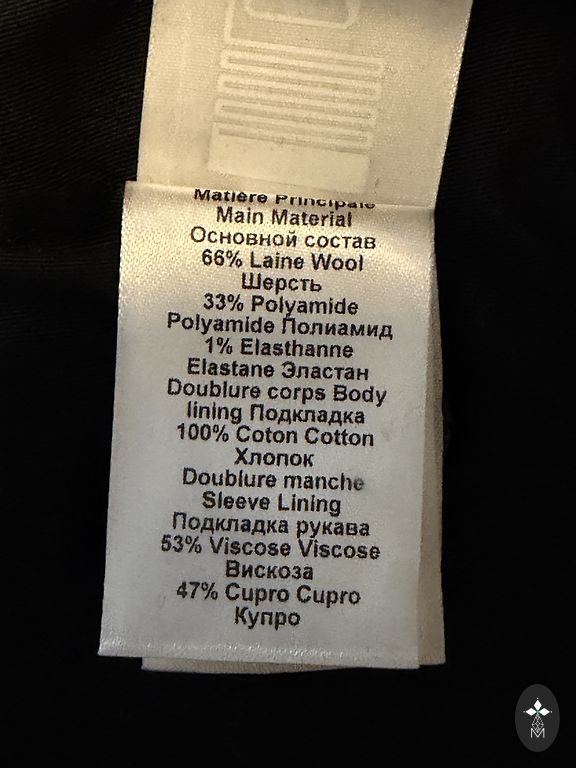 Matière Principale
Main Material
Основной состав
66% Laine Wool
Шерсть
33% Polyamide
Polyamide Полиамид
1% Elasthanne
Elastane Эластан
Doublure corps Body
lining Подкладка
100% Coton Cotton
Хлопок
Doublure manche
Sleeve Lining
Подкладка рукава
53% Viscose Viscose
Вискоза
47% Cupro Cupro
Купро
M